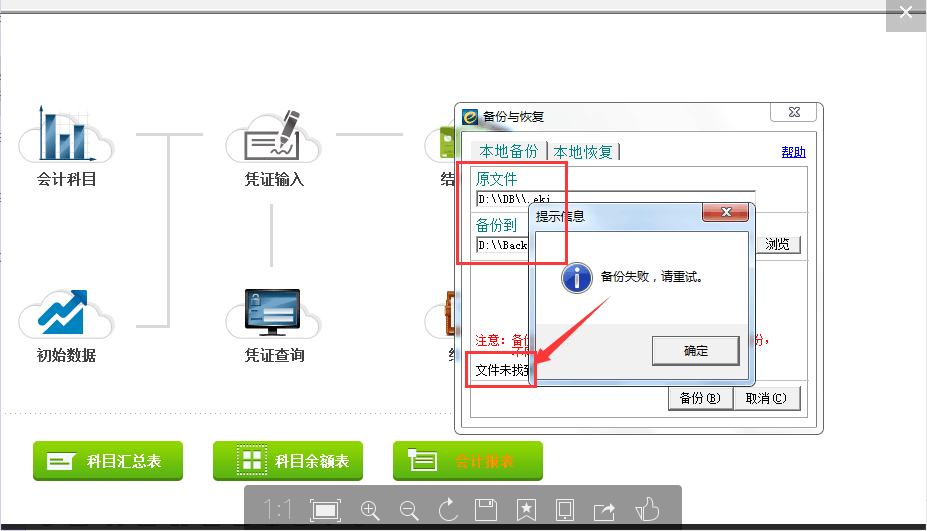 备份与恢复
本地备份 本地恢复
帮助
原文件
D:\\DB\\.eki
提示信息
备份到
D:\\Back
浏览
备份失败，请重试。
注意：备份
份，
文件未找到
确定
备份(B) 取消(C)
会计科目 凭证输入 结
初始数据 凭证查询
科目汇总表 科目余额表 会计报表
1:1